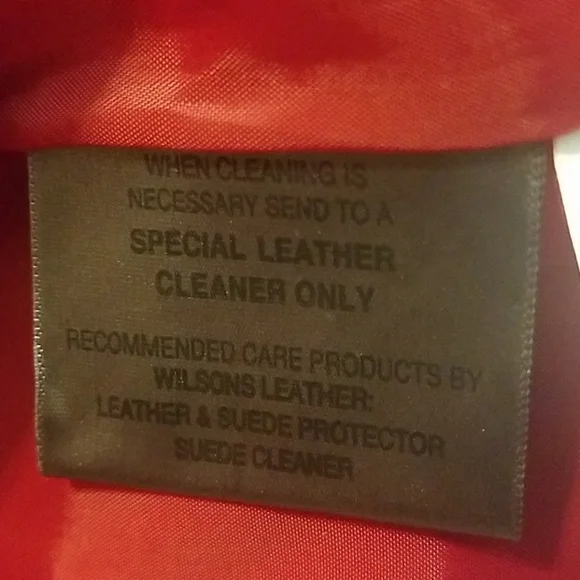 WHEN CLEANING IS
NECESSARY SEND TO A
SPECIAL LEATHER
CLEANER ONLY
RECOMMENDED CARE PRODUCTS BY
WILSONS LEATHER:
LEATHER & SUEDE PROTECTOR
SUEDE CLEANER